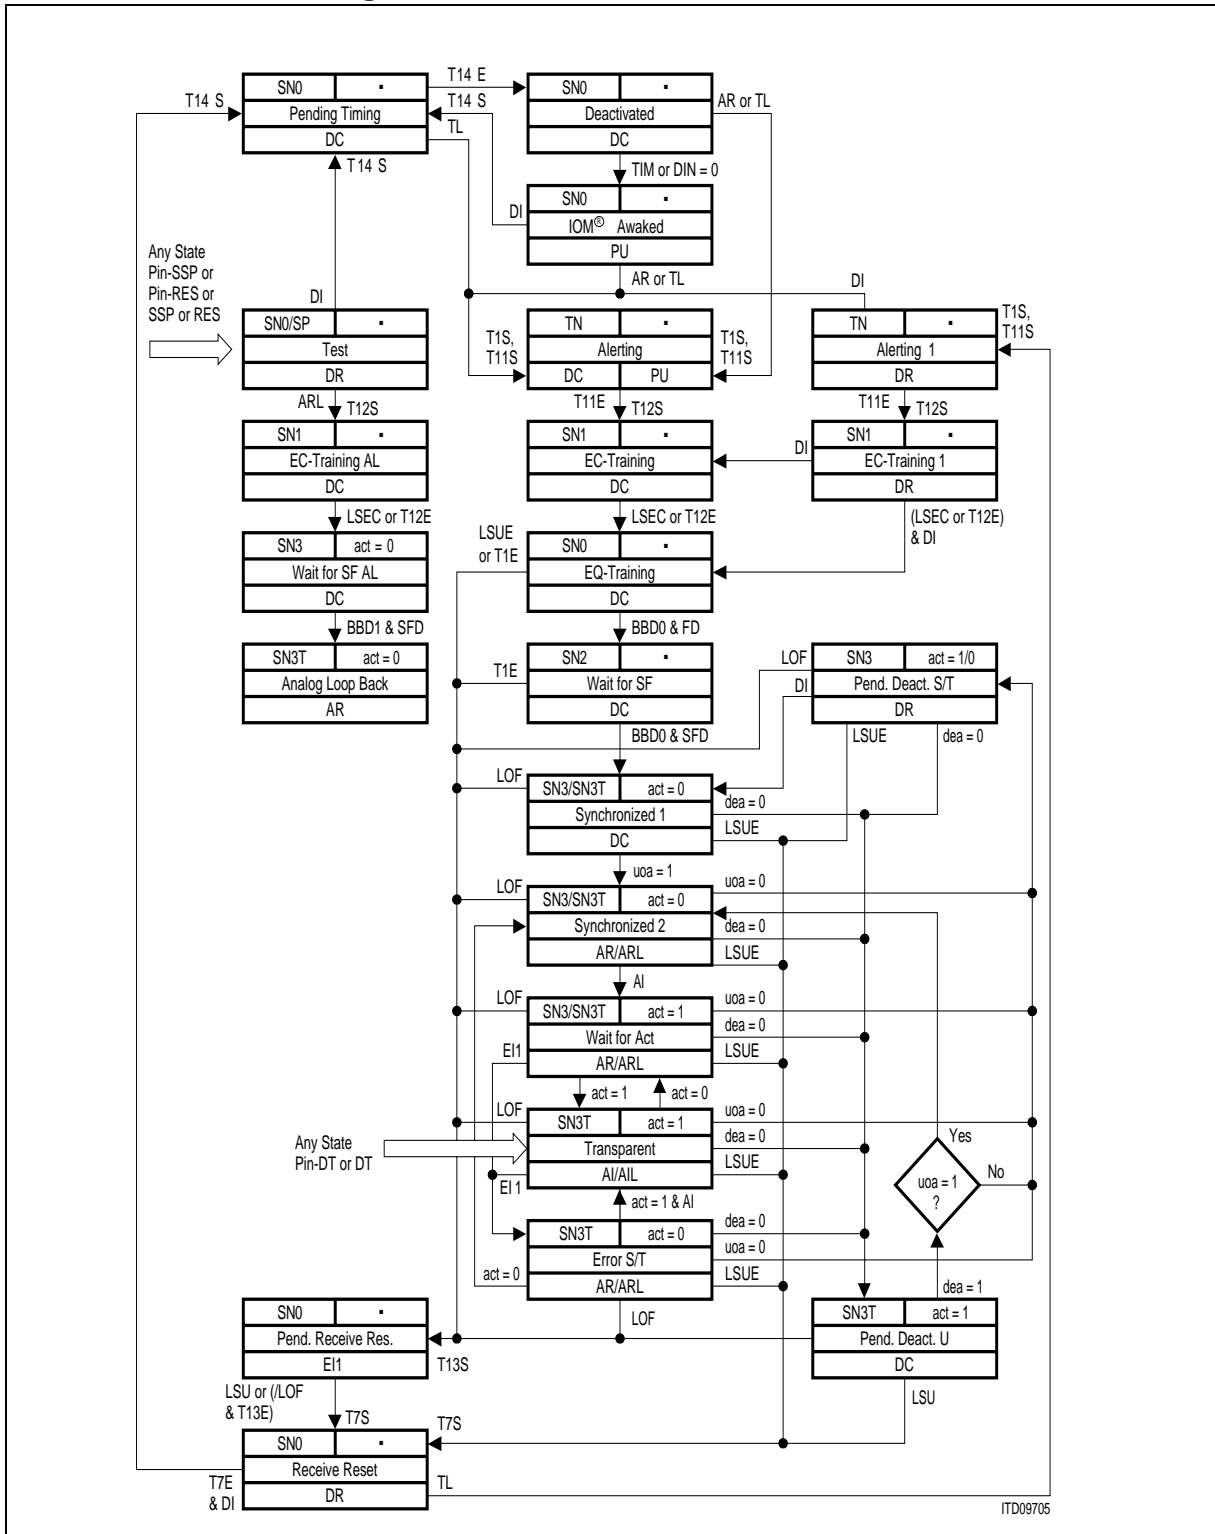 T14 S
SN0
Pending Timing
DC
T14 E
T14 S
TL
SN0
Deactivated
DC
AR or TL
T14 S
TIM or DIN = 0
SN0
IOM® Awaked
PU
DI
AR or TL
DI
Any State
Pin-SSP or
Pin-RES or
SSP or RES
DI
SN0/SP
Test
DR
T1S,
T11S
TN
Alerting
DC
PU
T1S,
T11S
TN
Alerting 1
DR
T1S,
T11S
ARL
T12S
T11E
T12S
T11E
T12S
SN1
EC-Training AL
DC
SN1
EC-Training
DC
DI
SN1
EC-Training 1
DR
LSEC or T12E
LSEC or T12E
(LSEC or T12E)
& DI
SN3
act = 0
Wait for SF AL
DC
LSUE
or T1E
SN0
EQ-Training
DC
BBD1 & SFD
BBD0 & FD
SN3T
act = 0
Analog Loop Back
AR
T1E
SN2
Wait for SF
DC
LOF
DI
SN3
act = 1/0
Pend. Deact. S/T
DR
BBD0 & SFD
LSUE
dea = 0
LOF
SN3/SN3T
act = 0
Synchronized 1
DC
dea = 0
LSUE
uoa = 1
LOF
SN3/SN3T
act = 0
Synchronized 2
AR/ARL
uoa = 0
dea = 0
LSUE
AI
LOF
SN3/SN3T
act = 1
Wait for Act
AR/ARL
EI1
uoa = 0
dea = 0
LSUE
act = 1
act = 0
LOF
SN3T
act = 1
Transparent
AI/AIL
uoa = 0
dea = 0
LSUE
Any State
Pin-DT or DT
EI1
act = 1 & AI
Yes
No
uoa = 1
?
SN3T
act = 0
Error S/T
AR/ARL
act = 0
dea = 0
uoa = 0
LSUE
dea = 1
LOF
SN0
Pend. Receive Res.
EI1
T13S
SN3T
act = 1
Pend. Deact. U
DC
LSU or (/LOF
& T13E)
T7S
T7S
LSU
SN0
Receive Reset
DR
T7E
& DI
TL
ITD09705